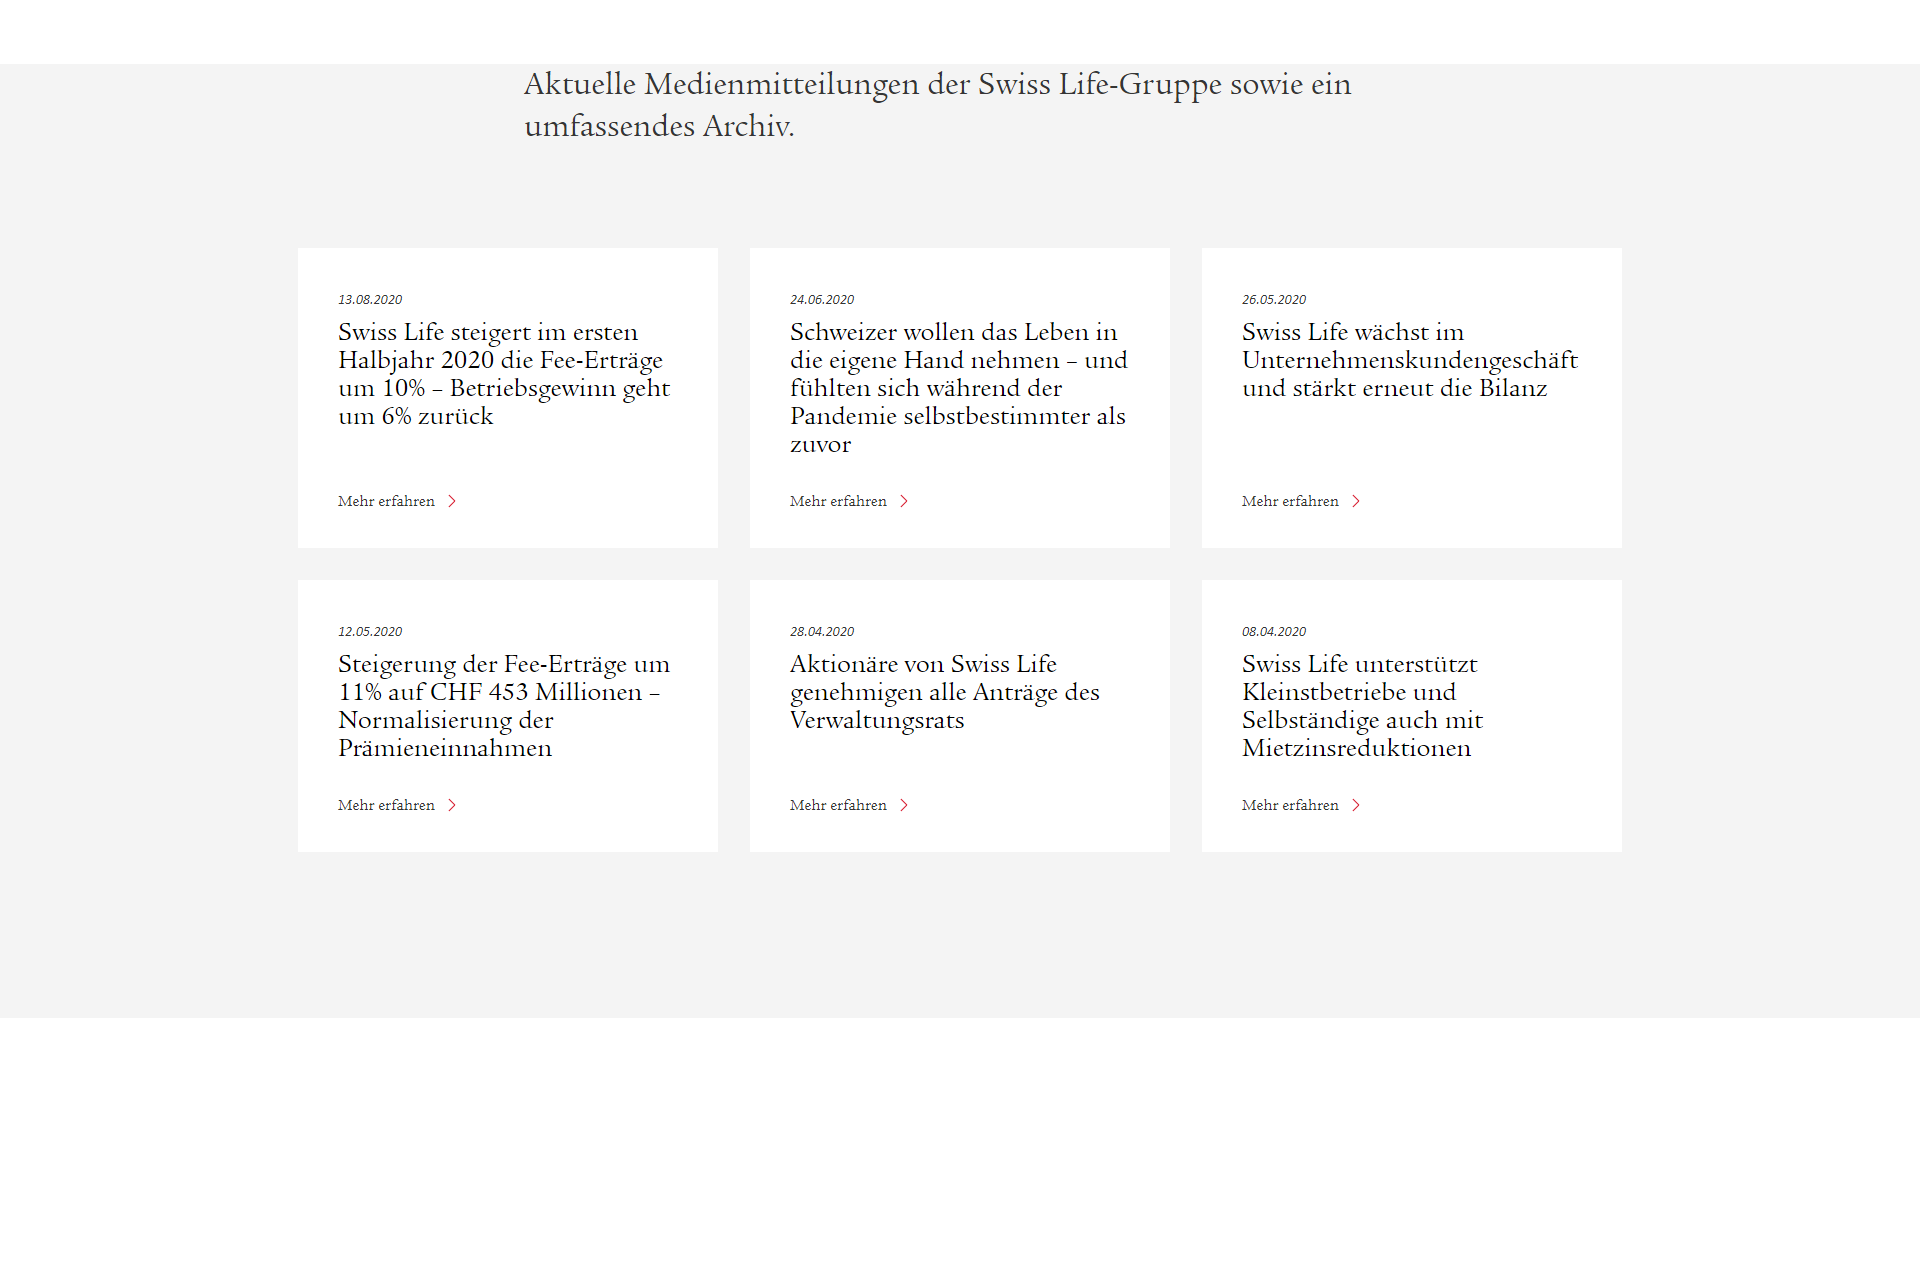 Aktuelle Medienmitteilungen der Swiss Life-Gruppe sowie ein
umfassendes Archiv.
13.08.2020
Swiss Life steigert im ersten
Halbjahr 2020 die Fee-Erträge
um 10% – Betriebsgewinn geht
um 6% zurück
Mehr erfahren
24.06.2020
Schweizer wollen das Leben in
die eigene Hand nehmen – und
fühlten sich während der
Pandemie selbstbestimmter als
zuvor
Mehr erfahren
26.05.2020
Swiss Life wächst im
Unternehmenskundengeschäft
und stärkt erneut die Bilanz
Mehr erfahren
12.05.2020
Steigerung der Fee-Erträge um
11% auf CHF 453 Millionen –
Normalisierung der
Prämieneinnahmen
Mehr erfahren
28.04.2020
Aktionäre von Swiss Life
genehmigen alle Anträge des
Verwaltungsrats
Mehr erfahren
08.04.2020
Swiss Life unterstützt
Kleinstbetriebe und
Selbständige auch mit
Mietzinsreduktionen
Mehr erfahren